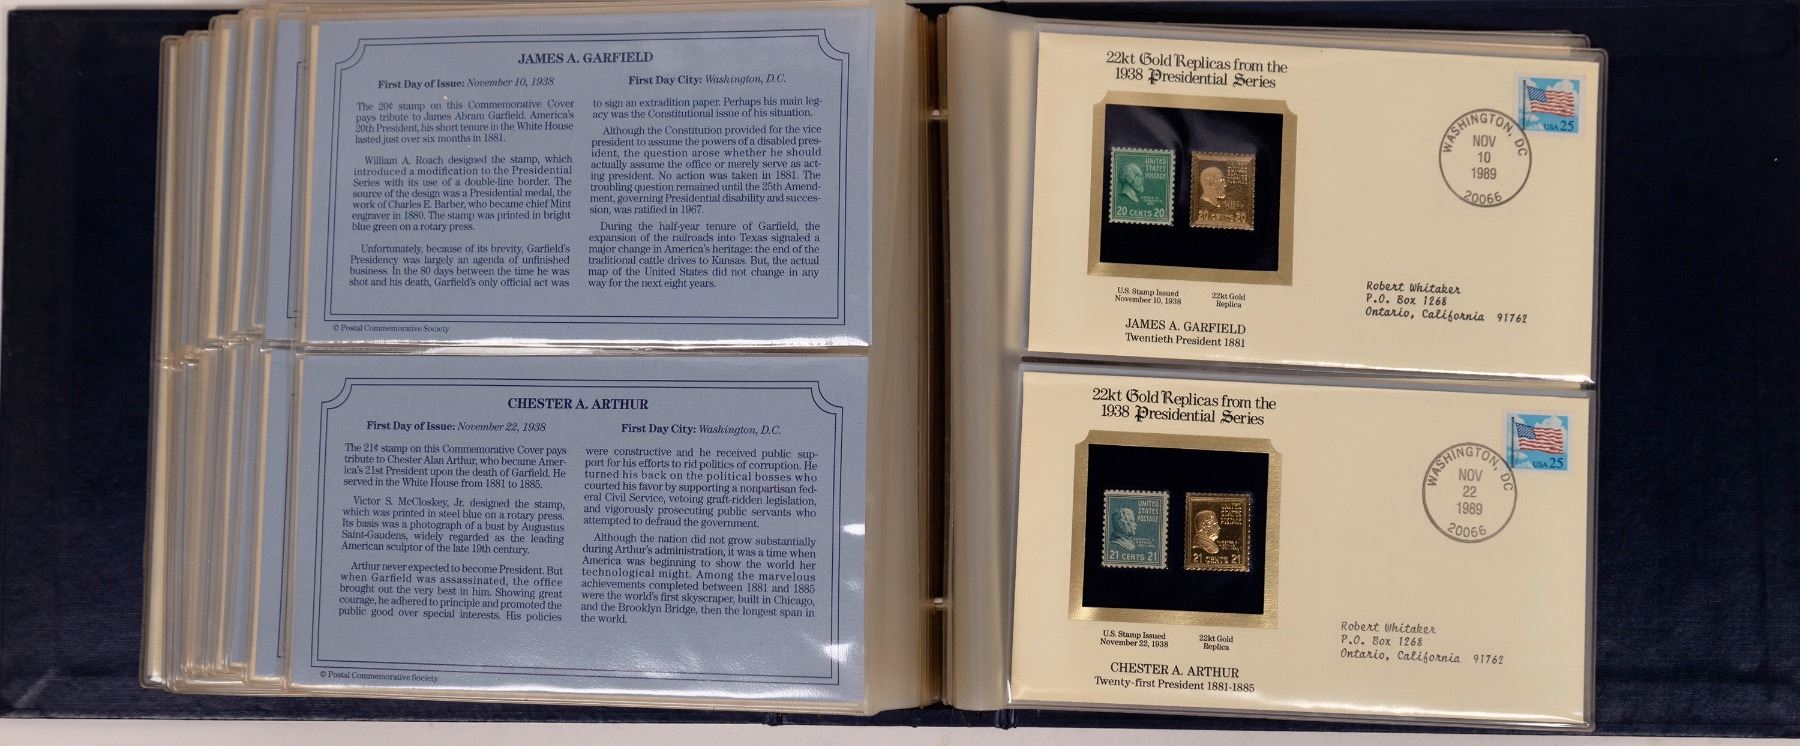 JAMES A. GARFIELD
First Day of Issue: November 10, 1938
First Day City: Washington, D.C.
The 20¢ stamp on this Commemorative Cover
pays tribute to James Abram Garfield. America's
20th President, his short tenure in the White House
lasted just over six months in 1881.
William A. Roach designed the stamp, which
introduced a modification to the Presidential
Series with its use of a double-line border. The
source of the design was a Presidential medal, the
work of Charles E. Barber, who became chief Mint
engraver in 1880. The stamp was printed in bright
blue green on a rotary press.
Unfortunately, because of its brevity, Garfield's
Presidency was largely an agenda of unfinished
business. In the 80 days between the time he was
shot and his death, Garfield's only official act was
to sign an extradition paper. Perhaps his main leg-
acy was the Constitutional issue of his situation.
Although the Constitution provided for the vice
president to assume the powers of a disabled pres-
ident, the question arose whether he should
actually assume the office or merely serve as act-
ing president. No action was taken in 1881. The
troubling question remained until the 25th Amend-
ment, governing Presidential disability and succes-
sion, was ratified in 1967.
During the half-year tenure of Garfield, the
expansion of the railroads into Texas signaled a
major change in America's heritage: the end of the
traditional cattle drives to Kansas. But, the actual
map of the United States did not change in any
way for the next eight years.
© Postal Commemorative Society
CHESTER A. ARTHUR
First Day of Issue: November 22, 1938
First Day City: Washington, D.C.
The 21¢ stamp on this Commemorative Cover pays
tribute to Chester Alan Arthur, who became Amer-
ica's 21st President upon the death of Garfield. He
served in the White House from 1881 to 1885.
Victor S. McCloskey, Jr. designed the stamp,
which was printed in steel blue on a rotary press.
Its basis was a photograph of a bust by Augustus
Saint-Gaudens, widely regarded as the leading
American sculptor of the late 19th century.
Arthur never expected to become President. But
when Garfield was assassinated, the office
brought out the very best in him. Showing great
courage, he adhered to principle and promoted the
public good over special interests. His policies
were constructive and he received public sup-
port for his efforts to rid politics of corruption. He
turned his back on the political bosses who
courted his favor by supporting a nonpartisan fed-
eral Civil Service, vetoing graft-ridden legislation,
and vigorously prosecuting public servants who
attempted to defraud the government.
Although the nation did not grow substantially
during Arthur's administration, it was a time when
America was beginning to show the world her
technological might. Among the marvelous
achievements completed between 1881 and 1885
were the world's first skyscraper, built in Chicago,
and the Brooklyn Bridge, then the longest span in
the world.
© Postal Commemorative Society
22kt Gold Replicas from the
1938 Presidential Series
UNITED
STATES
POSTAGE
20 CENTS 20
UNITED
STATES
POSTAGE
20 CENTS 20
U.S. Stamp Issued
November 10, 1938
22kt Gold
Replica
JAMES A. GARFIELD
Twentieth President 1881
USA 25
WASHINGTON, DC
NOV
10
1989
20066
Robert Whitaker
P.O. Box 1268
Ontario, California 91762
22kt Gold Replicas from the
1938 Presidential Series
UNITED
STATES
POSTAGE
21 CENTS 21
UNITED
STATES
POSTAGE
21 CENTS 21
U.S. Stamp Issued
November 22, 1938
22kt Gold
Replica
CHESTER A. ARTHUR
Twenty-first President 1881-1885
USA 25
WASHINGTON, DC
NOV
22
1989
20066
Robert Whitaker
P.O. Box 1268
Ontario, California 91762